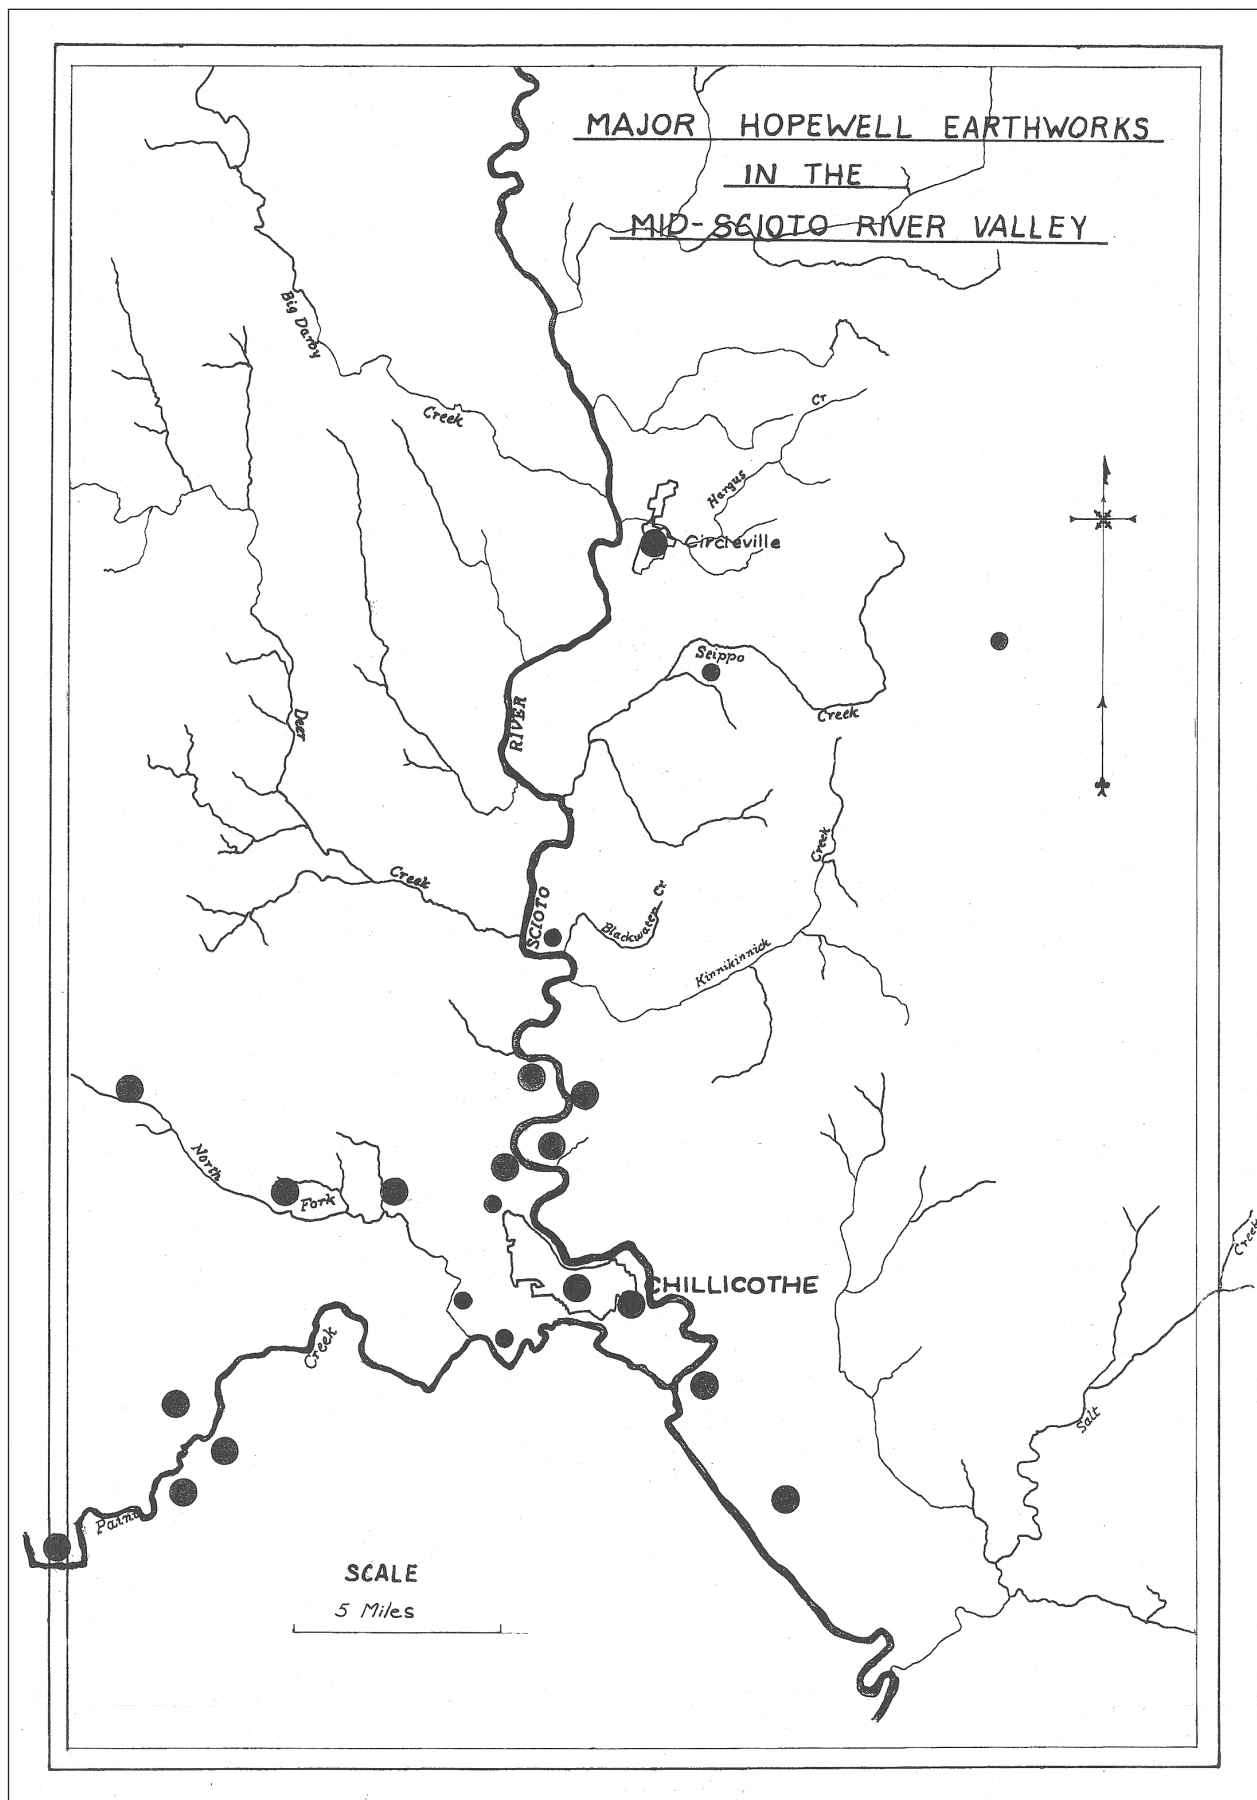 MAJOR HOPEWELL EARTHWORKS
IN THE
MID-SCIOTO RIVER VALLEY
Big Darby
Creek
Cr
Hargus
Circleville
Scippo
Creek
RIVER
Deer
Creek
Creek
SCIOTO
Blackwater Cr
Kinnikinnick
North
Fork
Creek
CHILLICOTHE
Creek
Salt
Paint
SCALE
5 Miles